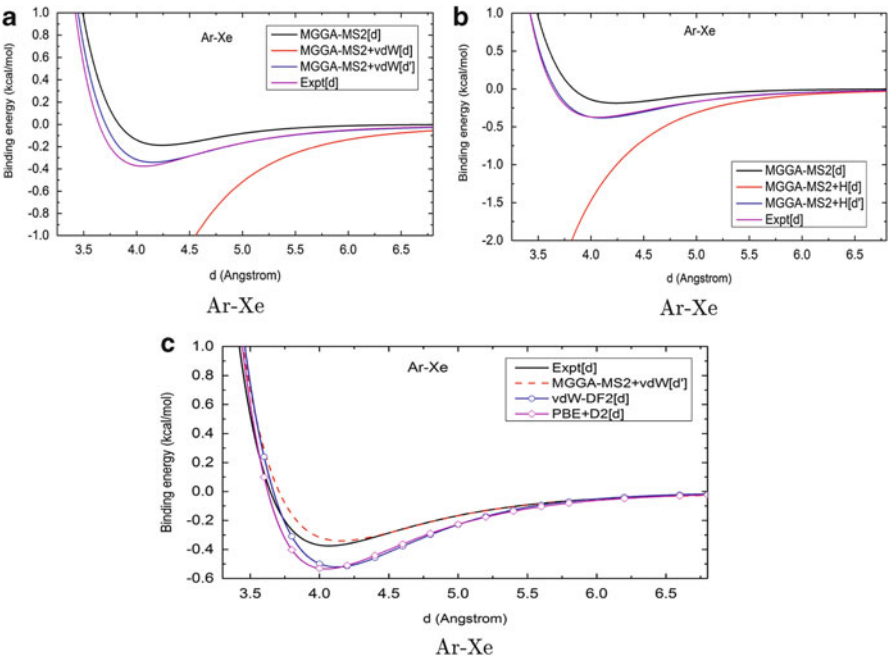 a
Ar-Xe
MGGA-MS2[d]
MGGA-MS2+vdW[d]
MGGA-MS2+vdW[d']
Expt[d]
Binding energy (kcal/mol)
1.0
0.8
0.6
0.4
0.2
0.0
-0.2
-0.4
-0.6
-0.8
-1.0
3.5 4.0 4.5 5.0 5.5 6.0 6.5
d (Angstrom)
Ar-Xe
b
Ar-Xe
MGGA-MS2[d]
MGGA-MS2+H[d]
MGGA-MS2+H[d']
Expt[d]
Binding energy (kcal/mol)
1.0
0.5
0.0
-0.5
-1.0
-1.5
-2.0
3.5 4.0 4.5 5.0 5.5 6.0 6.5
d (Angstrom)
Ar-Xe
c
Ar-Xe
Expt[d]
MGGA-MS2+vdW[d']
vdW-DF2[d]
PBE+D2[d]
Binding energy (kcal/mol)
1.0
0.8
0.6
0.4
0.2
0.0
-0.2
-0.4
-0.6
3.5 4.0 4.5 5.0 5.5 6.0 6.5
d (Angstrom)
Ar-Xe